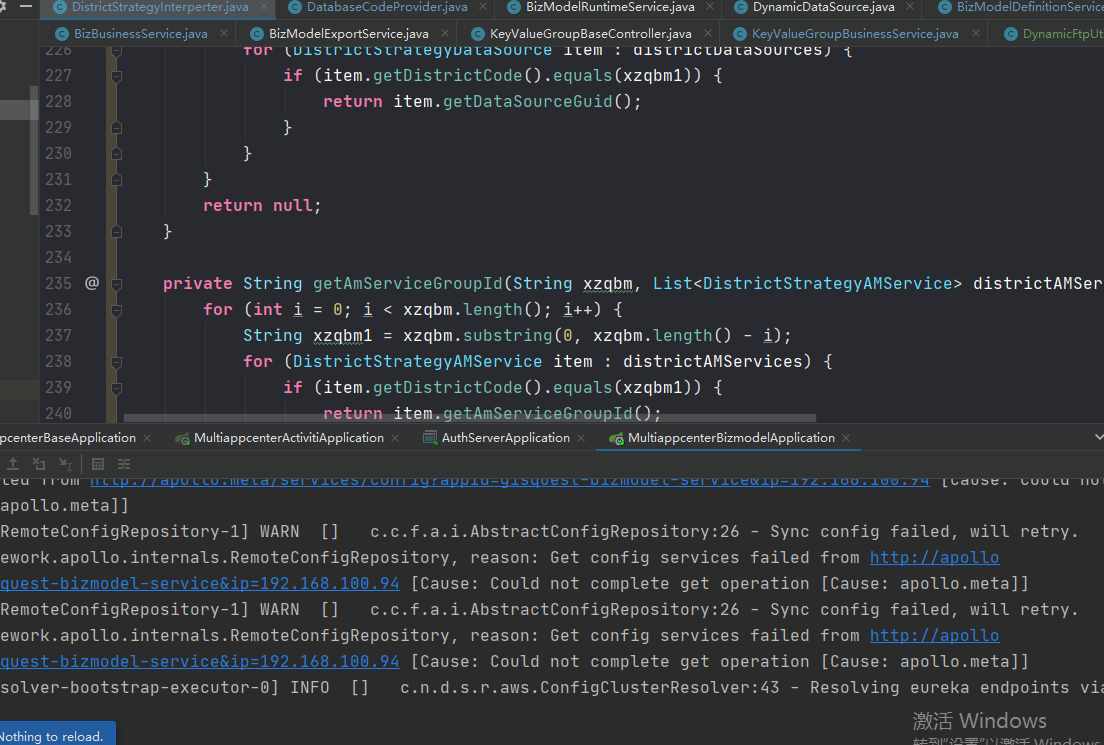 DistrictStrategyInterperter.java DatabaseCodeProvider.java BizModelRuntimeService.java DynamicDataSource.java BizModelDefinitionService
BizBusinessService.java BizModelExportService.java KeyValueGroupBaseController.java KeyValueGroupBusinessService.java DynamicFtpUt
226 for (DistrictStrategyDataSource item : districtDataSources) {
227 if (item.getDistrictCode().equals(xzqbm1)) {
228 return item.getDataSourceGuid();
229 }
230 }
231 }
232 return null;
233 }
234
235 @ private String getAmServiceGroupId(String xzqbm, List<DistrictStrategyAMService> districtAMSer
236 for (int i = 0; i < xzqbm.length(); i++) {
237 String xzqbm1 = xzqbm.substring(0, xzqbm.length() - i);
238 for (DistrictStrategyAMService item : districtAMServices) {
239 if (item.getDistrictCode().equals(xzqbm1)) {
240 return item.getAmServiceGroupId();
pcenterBaseApplication MultiappcenterActivitiApplication AuthServerApplication MultiappcenterBizmodelApplication
ted from http://apollo.meta/services/config?appId=gisquest-bizmodel-service&ip=192.168.100.94 [Cause: Could not
apollo.meta]]
RemoteConfigRepository-1] WARN [] c.c.f.a.i.AbstractConfigRepository:26 - Sync config failed, will retry.
ework.apollo.internals.RemoteConfigRepository, reason: Get config services failed from http://apollo
quest-bizmodel-service&ip=192.168.100.94 [Cause: Could not complete get operation [Cause: apollo.meta]]
RemoteConfigRepository-1] WARN [] c.c.f.a.i.AbstractConfigRepository:26 - Sync config failed, will retry.
ework.apollo.internals.RemoteConfigRepository, reason: Get config services failed from http://apollo
quest-bizmodel-service&ip=192.168.100.94 [Cause: Could not complete get operation [Cause: apollo.meta]]
solver-bootstrap-executor-0] INFO [] c.n.d.s.r.aws.ConfigClusterResolver:43 - Resolving eureka endpoints via
Nothing to reload.
激活 Windows
转到"设置"以激活 Windows